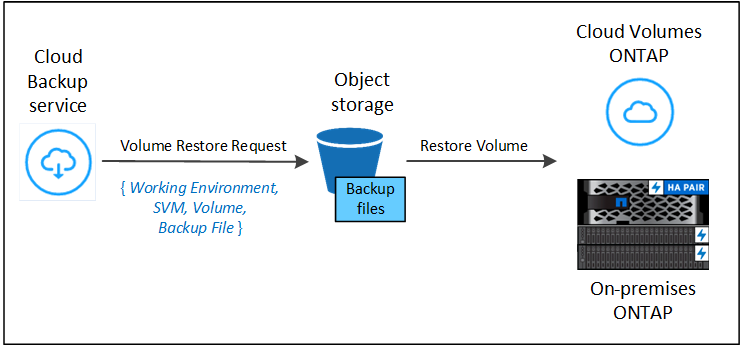 Cloud
Backup
service
Volume Restore Request
{ Working Environment,
SVM, Volume,
Backup File }
Object
storage
Backup
files
Restore Volume
Cloud Volumes
ONTAP
HA PAIR
On-premises
ONTAP